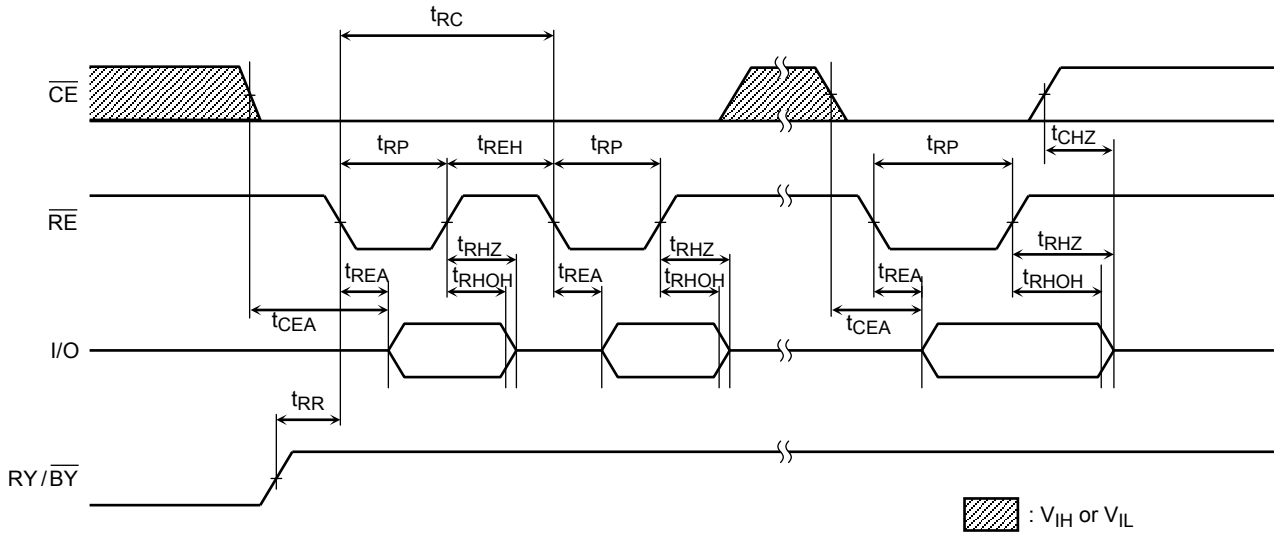 tRC
CE
tRP tREH tRP tRP tCHZ
RE
tRHZ tRHZ tRHZ
tREA tRHOH tREA tRHOH tREA tRHOH
tCEA tCEA
I/O
tRR
RY/BY
: VIH or VIL